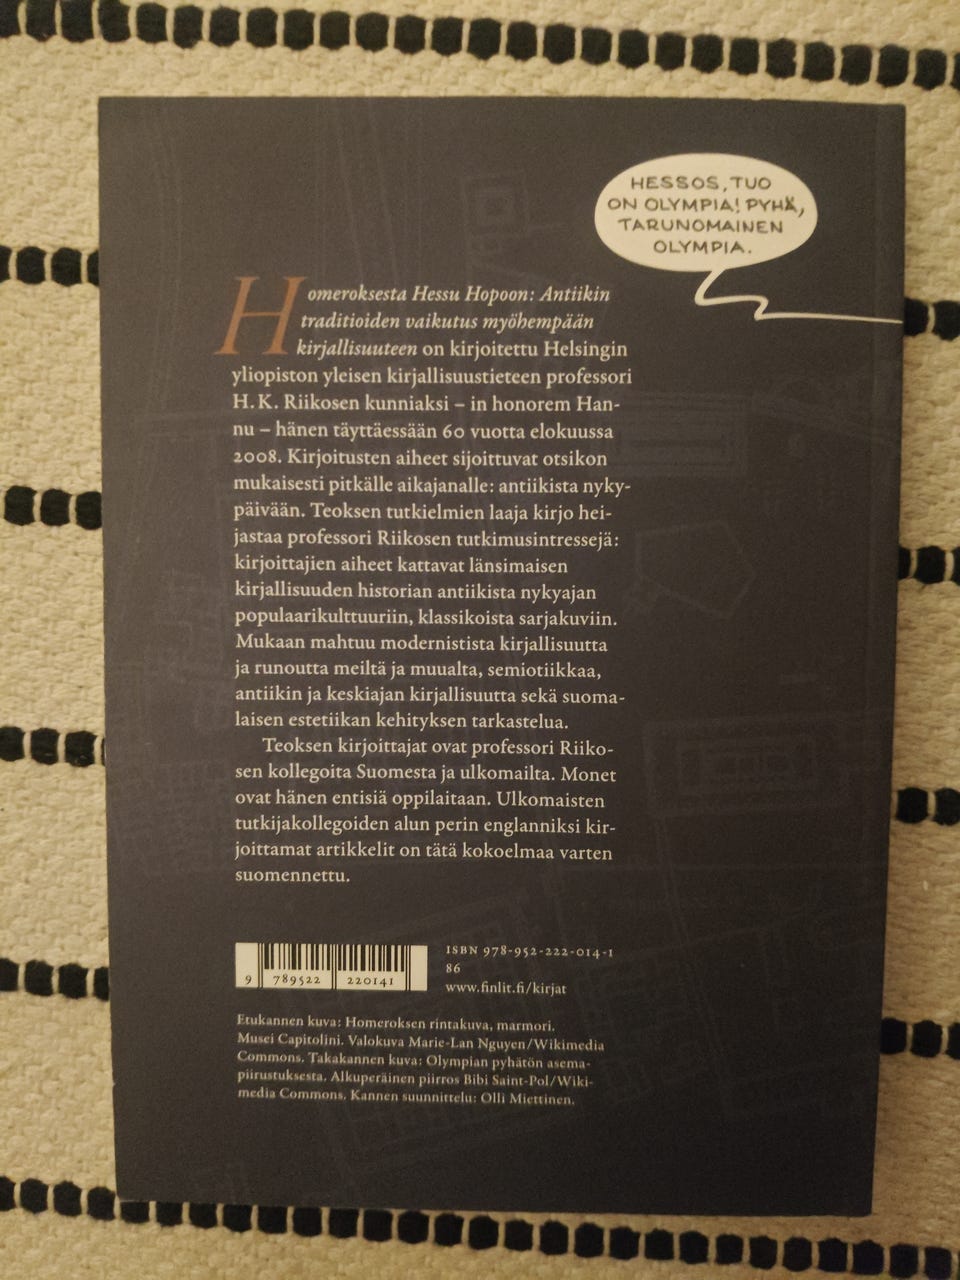 HESSOS, TUO
ON OLYMPIA! PYHÄ,
TARUNOMAINEN
OLYMPIA.
Homeroksesta Hessu Hopoon: Antiikin
traditioiden vaikutus myöhempään
kirjallisuuteen on kirjoitettu Helsingin
yliopiston yleisen kirjallisuustieteen professori
H. K. Riikosen kunniaksi – in honorem Han-
nu – hänen täyttäessään 60 vuotta elokuussa
2008. Kirjoitusten aiheet sijoittuvat otsikon
mukaisesti pitkälle aikajanalle: antiikista nyky-
päivään. Teoksen tutkielmien laaja kirjo hei-
jastaa professori Riikosen tutkimusintressejä:
kirjoittajien aiheet kattavat länsimaisen
kirjallisuuden historian antiikista nykyajan
populaarikulttuuriin, klassikoista sarjakuviin.
Mukaan mahtuu modernistista kirjallisuutta
ja runoutta meiltä ja muualta, semiotiikkaa,
antiikin ja keskiajan kirjallisuutta sekä suoma-
laisen estetiikan kehityksen tarkastelua.
Teoksen kirjoittajat ovat professori Riiko-
sen kollegoita Suomesta ja ulkomailta. Monet
ovat hänen entisiä oppilaitaan. Ulkomaisten
tutkijakollegoiden alun perin englanniksi kir-
joittamat artikkelit on tätä kokoelmaa varten
suomennettu.
ISBN 978-952-222-014-1
86
www.finlit.fi/kirjat
9 789522 220141
Etukannen kuva: Homeroksen rintakuva, marmori.
Musei Capitolini. Valokuva Marie-Lan Nguyen/Wikimedia
Commons. Takakannen kuva: Olympian pyhätön asema-
piirustuksesta. Alkuperäinen piirros Bibi Saint-Pol/Wiki-
media Commons. Kannen suunnittelu: Olli Miettinen.